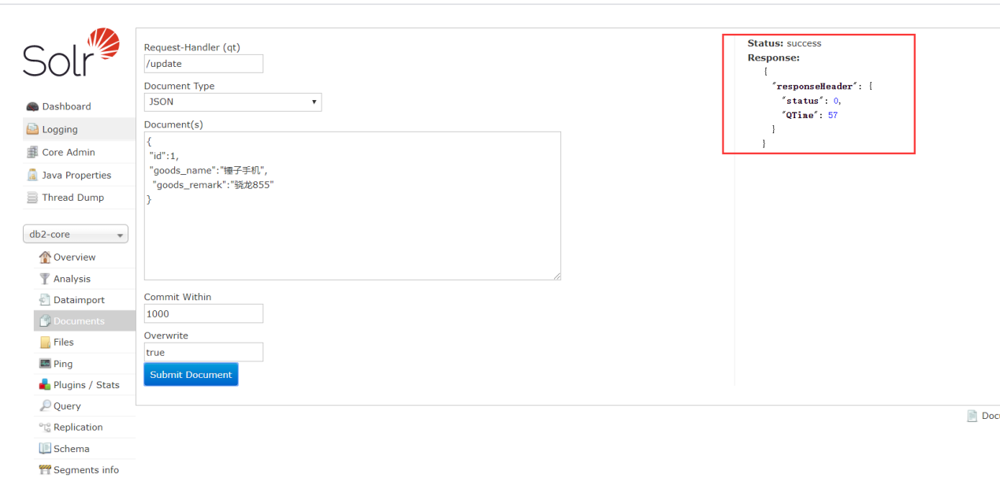 Solr
Dashboard
Logging
Core Admin
Java Properties
Thread Dump
db2-core
Overview
Analysis
Dataimport
Documents
Files
Ping
Plugins / Stats
Query
Replication
Schema
Segments info
Request-Handler (qt)
/update
Document Type
JSON
Document(s)
{
"id":1,
"goods_name":"锤子手机",
"goods_remark":"骁龙855"
}
Commit Within
1000
Overwrite
true
Submit Document
Status: success
Response:
{
"responseHeader": {
"status": 0,
"QTime": 57
}
}